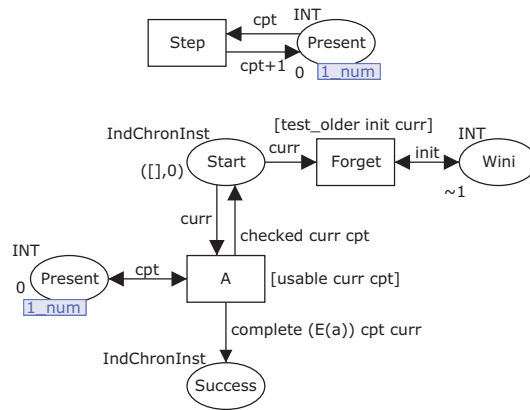 INT
cpt
Step
Present
cpt+1
0
1_num
[test_older init curr]
IndChronInst
INT
Start
curr
Forget
init
Wini
([],0)
~1
curr
checked curr cpt
INT
Present
cpt
A
[usable curr cpt]
0
1_num
complete (E(a)) cpt curr
IndChronInst
Success